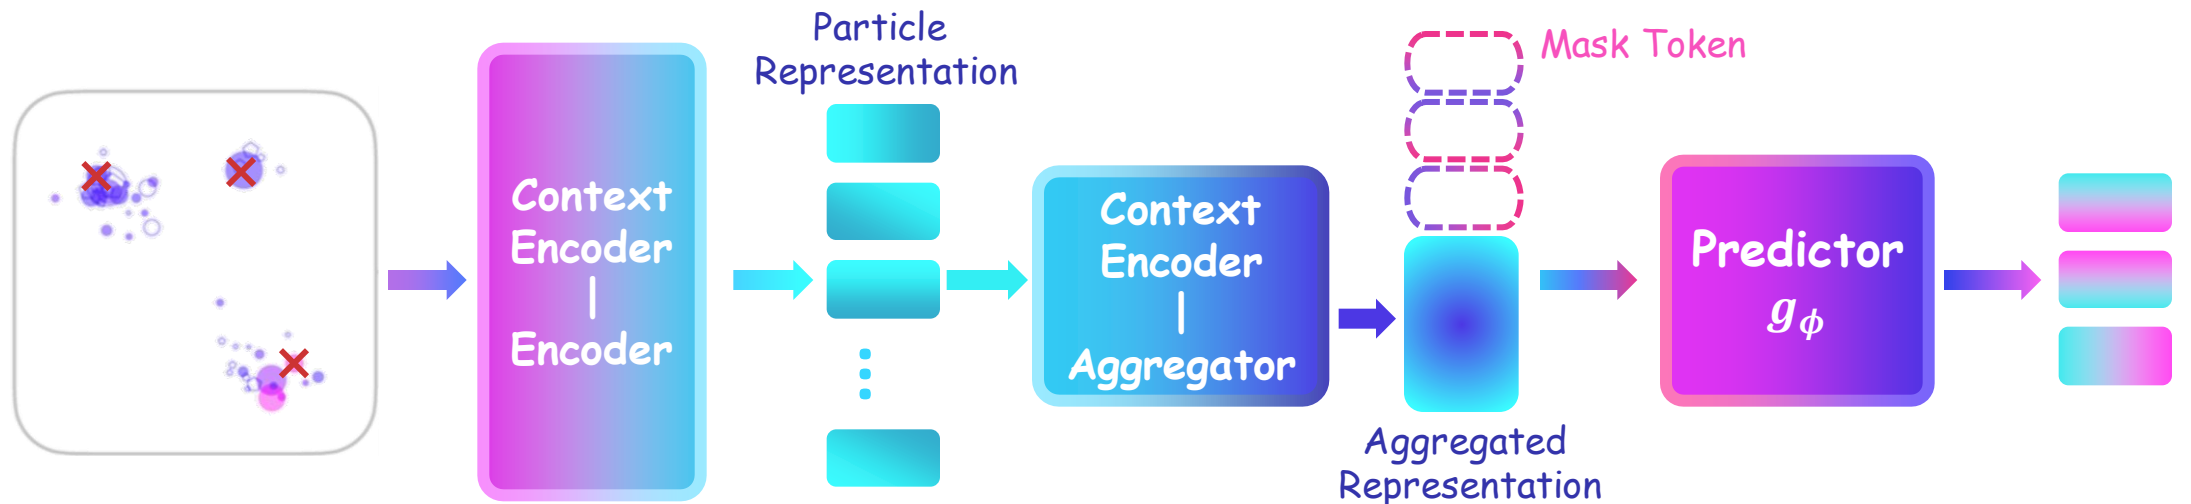 Particle
Representation
Mask Token
Context
Encoder
|
Encoder
Context
Encoder
|
Aggregator
Predictor
gϕ
Aggregated
Representation